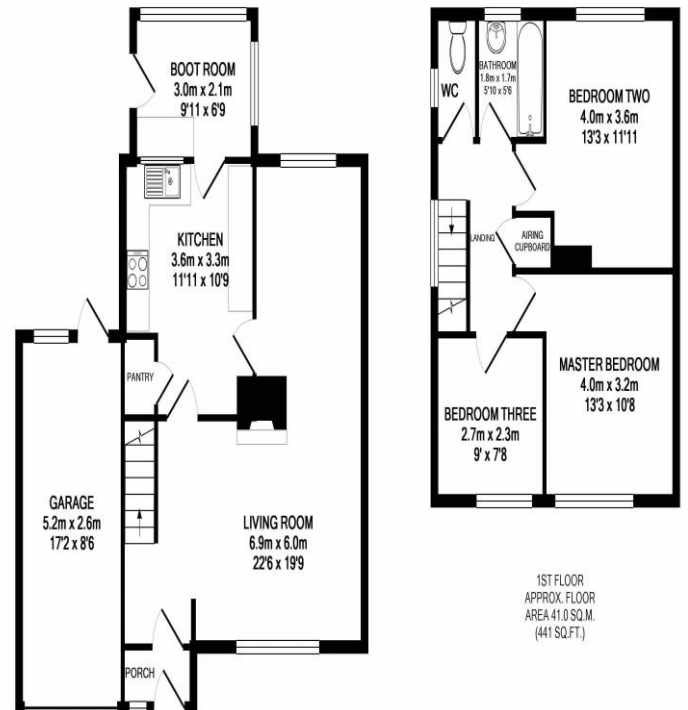 BOOT ROOM
3.0m x 2.1m
9'11 x 6'9
KITCHEN
3.6m x 3.3m
11'11 x 10'9
PANTRY
GARAGE
5.2m x 2.6m
17'2 x 8'6
LIVING ROOM
6.9m x 6.0m
22'6 x 19'9
PORCH
WC
BATHROOM
1.8m x 1.7m
5'10 x 5'6
BEDROOM TWO
4.0m x 3.6m
13'3 x 11'11
LANDING
AIRING
CUPBOARD
MASTER BEDROOM
4.0m x 3.2m
13'3 x 10'8
BEDROOM THREE
2.7m x 2.3m
9' x 7'8
1ST FLOOR
APPROX. FLOOR
AREA 41.0 SQ.M.
(441 SQ.FT.)